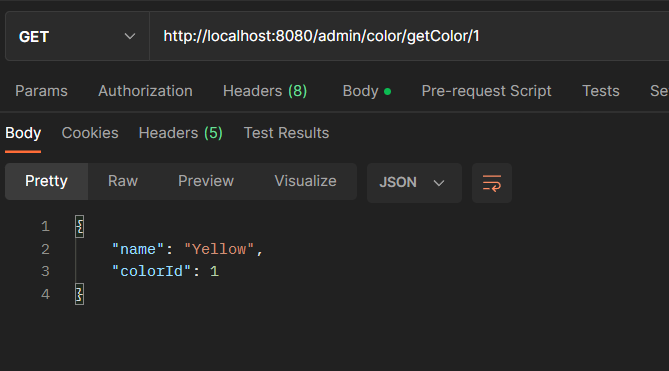 GET http://localhost:8080/admin/color/getColor/1
Params Authorization Headers (8) Body Pre-request Script Tests Se
Body Cookies Headers (5) Test Results
Pretty Raw Preview Visualize JSON
1 {
2 "name": "Yellow",
3 "colorId": 1
4 }